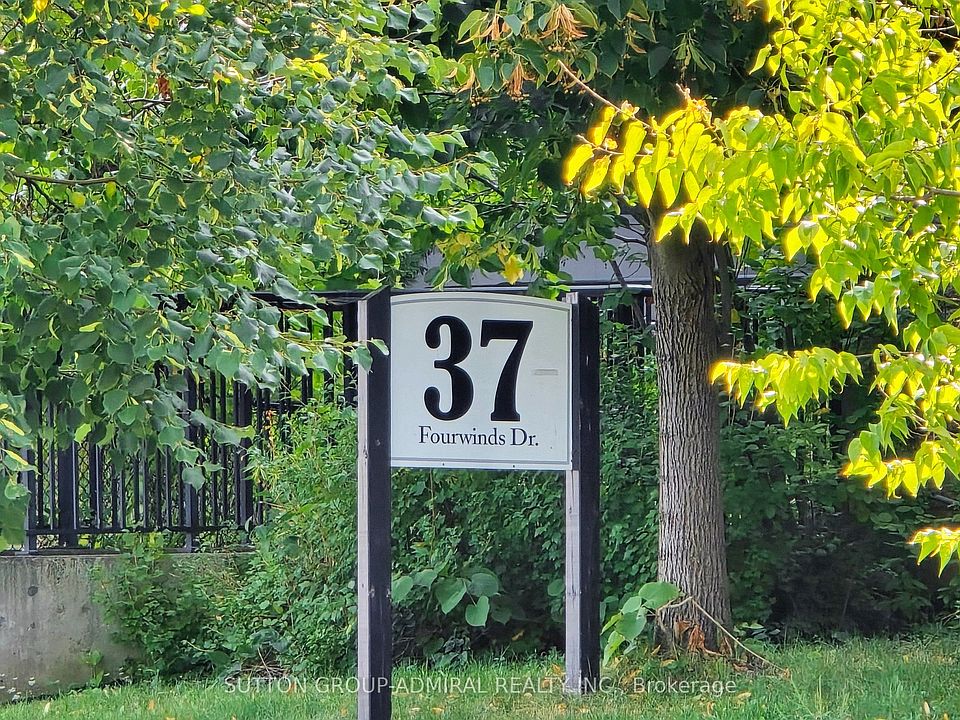 37
Fourwinds Dr.
SUTTON GROUP-ADMIRAL REALTY INC., Brokerage